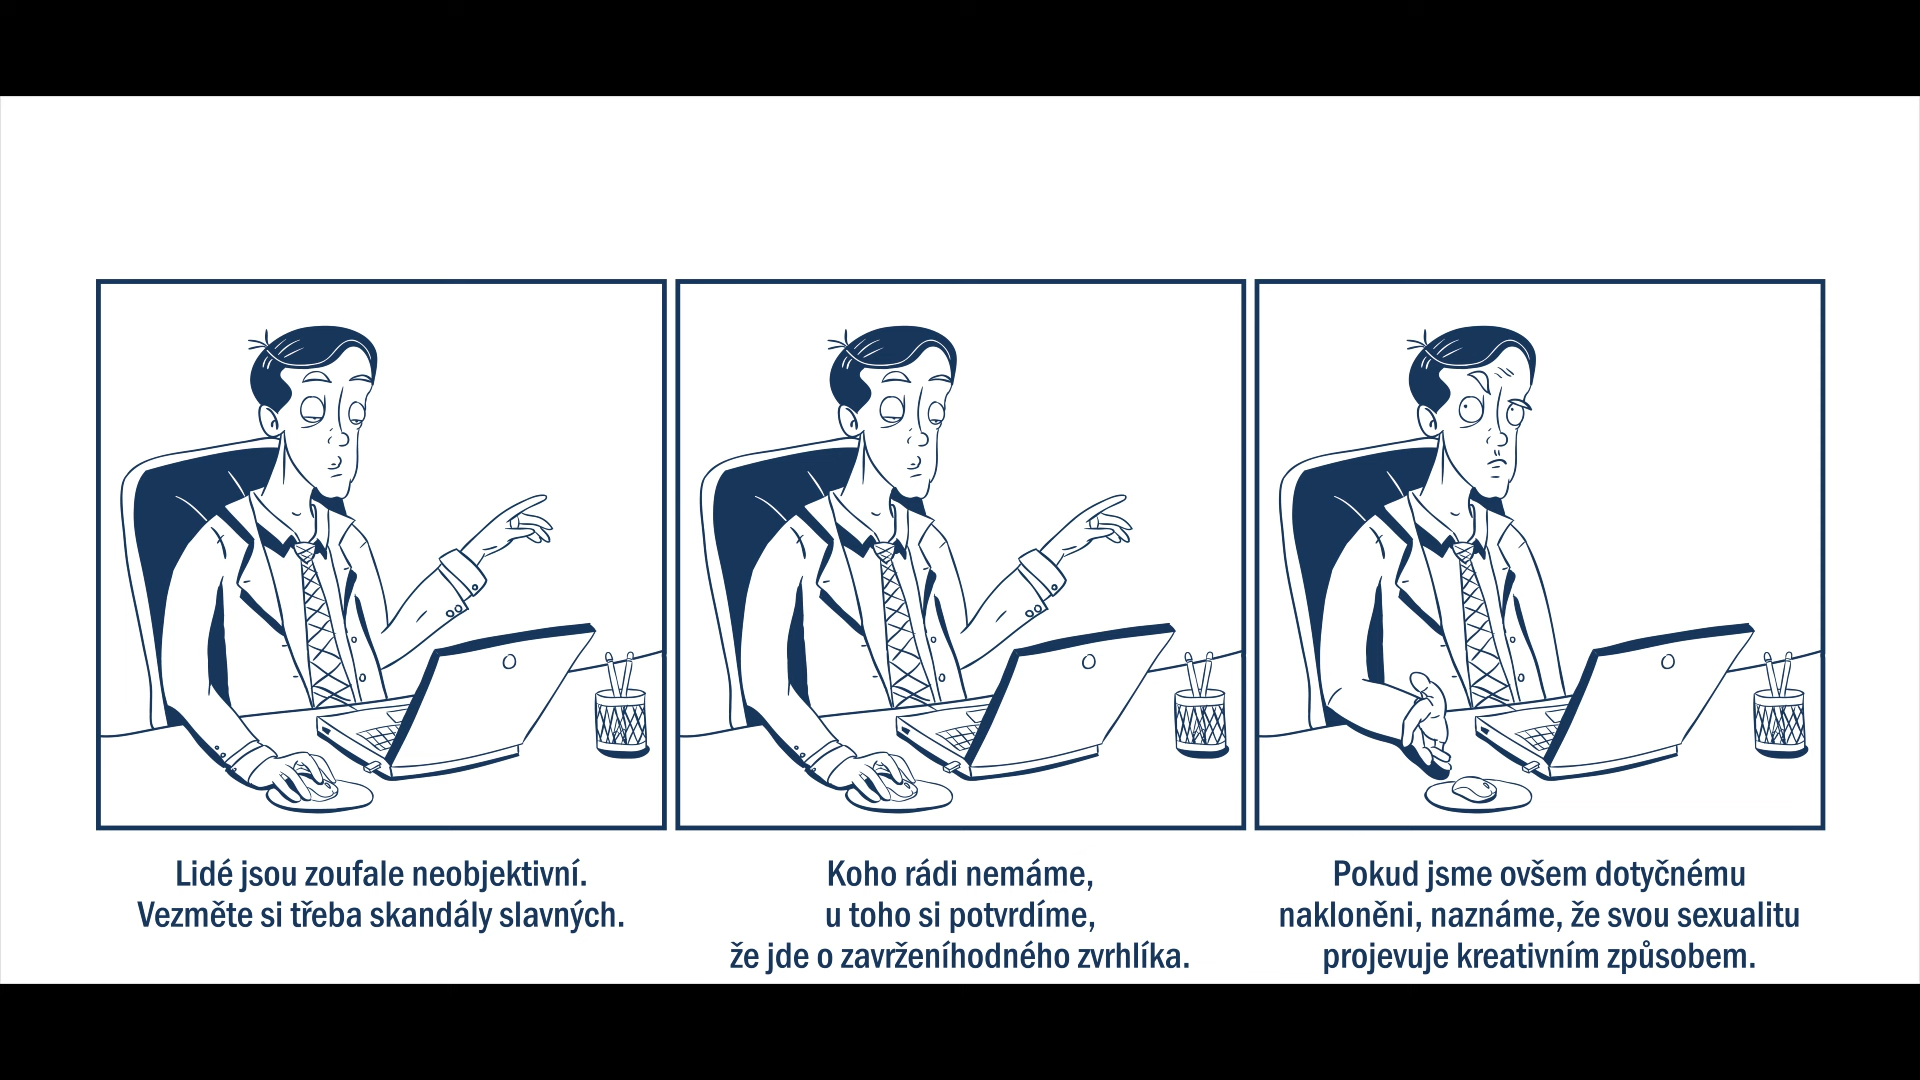 Lidé jsou zoufale neobjektivní.
Vezměte si třeba skandály slavných.
Koho rádi nemáme,
u toho si potvrdíme,
že jde o zavrženíhodného zvrhlíka.
Pokud jsme ovšem dotyčnému
nakloněni, naznáme, že svou sexualitu
projevuje kreativním způsobem.